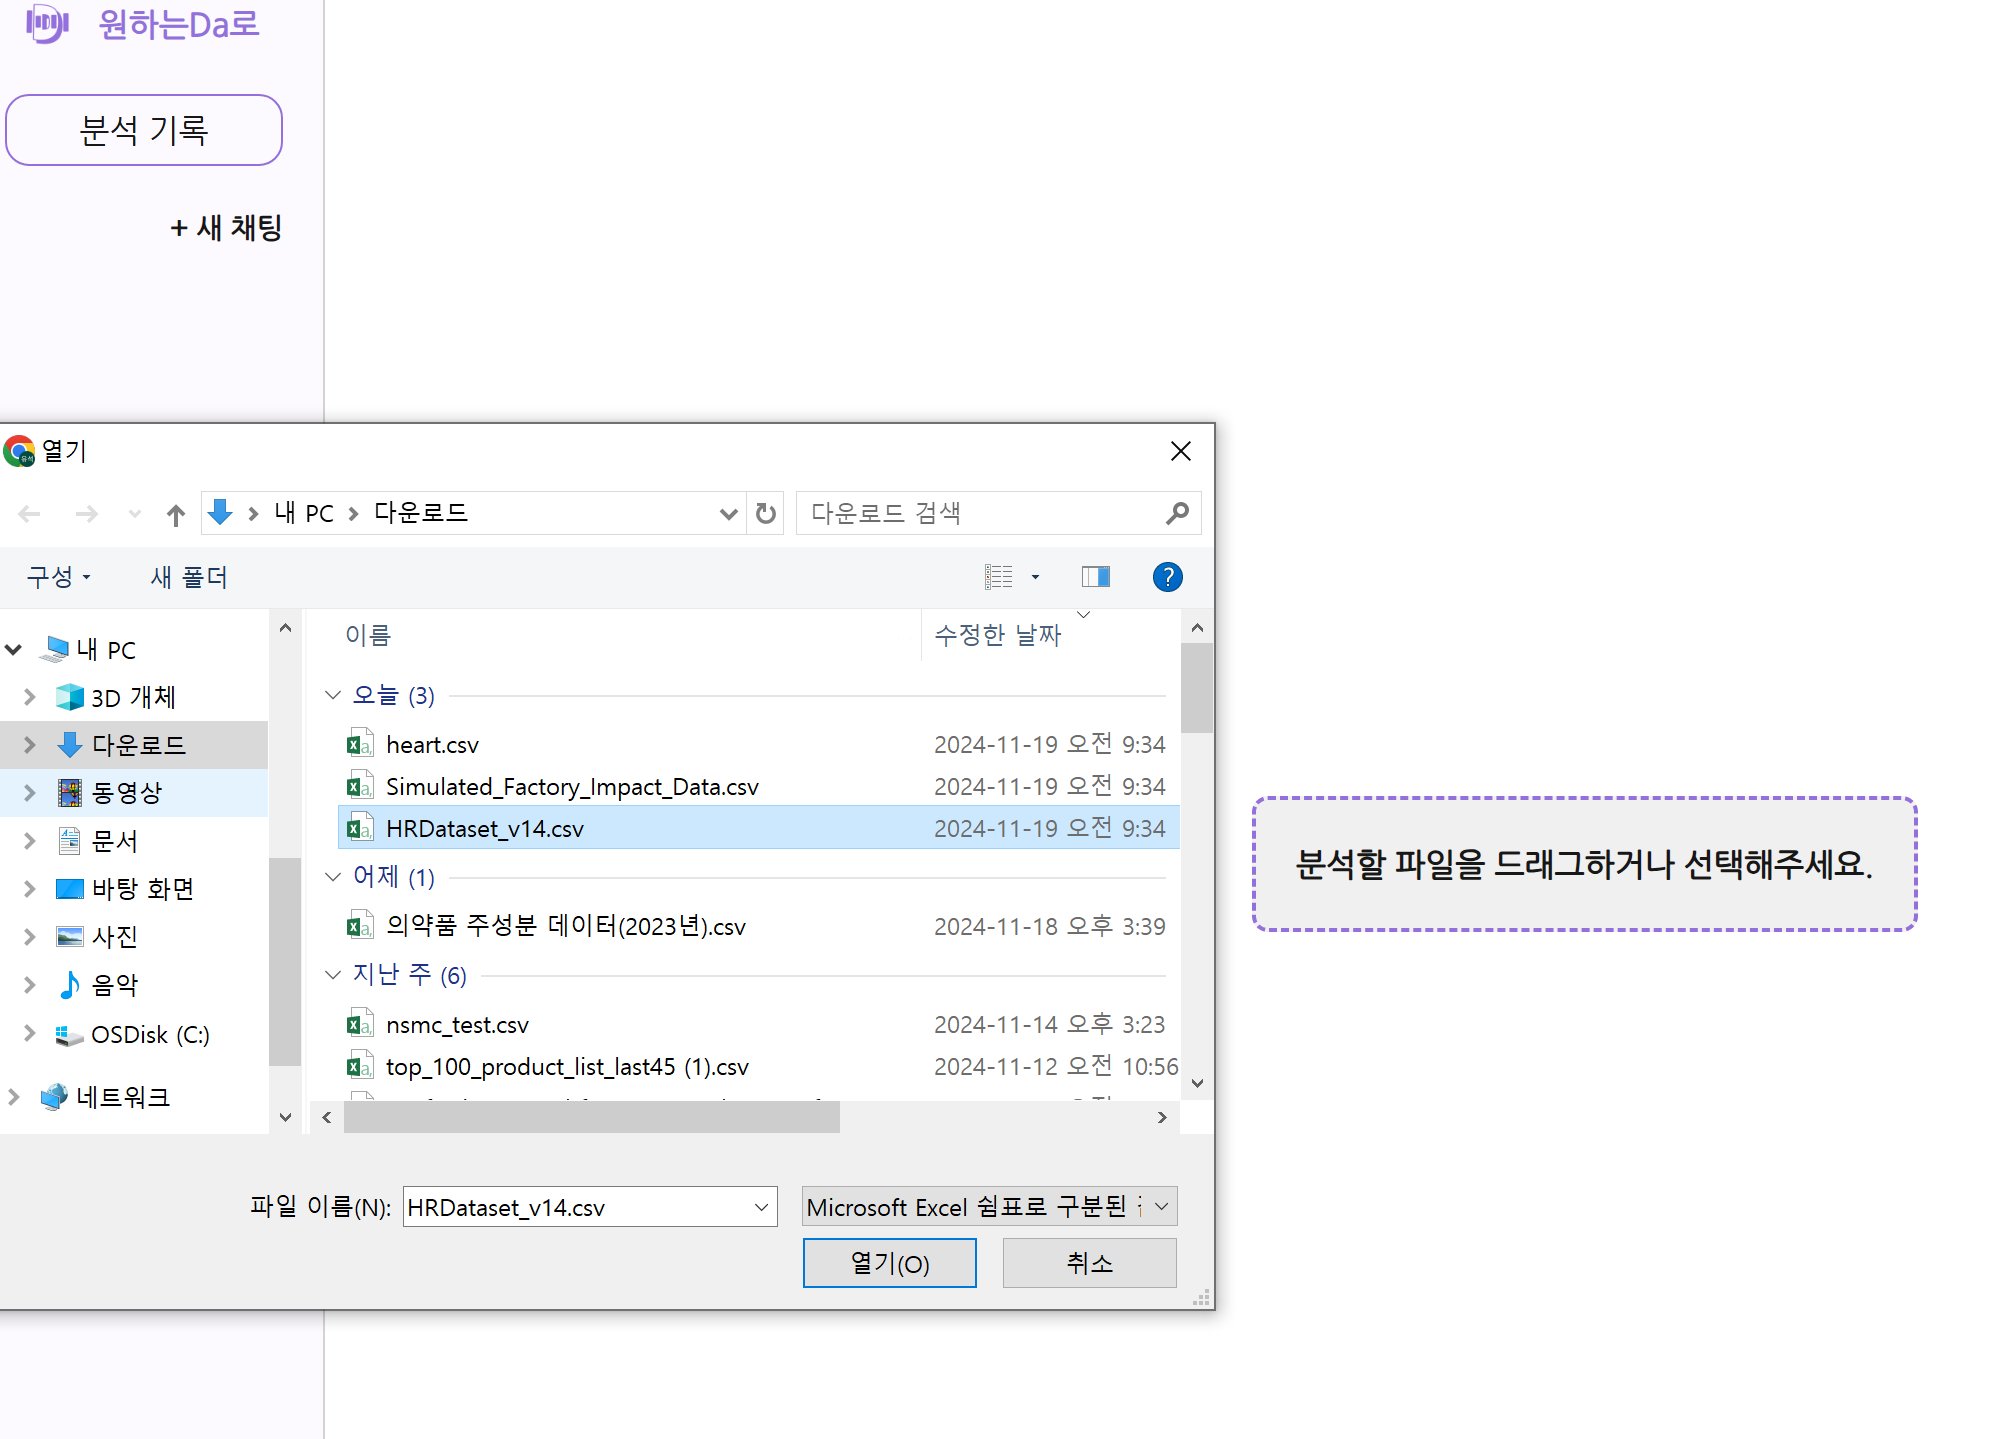 원하는Da로
분석 기록
+ 새 채팅
열기
내 PC > 다운로드
다운로드 검색
구성
새 폴더
내 PC
3D 개체
다운로드
동영상
문서
바탕 화면
사진
음악
OSDisk (C:)
네트워크
이름 수정한 날짜
오늘 (3)
heart.csv 2024-11-19 오전 9:34
Simulated_Factory_Impact_Data.csv 2024-11-19 오전 9:34
HRDataset_v14.csv 2024-11-19 오전 9:34
어제 (1)
의약품 주성분 데이터(2023년).csv 2024-11-18 오후 3:39
지난 주 (6)
nsmc_test.csv 2024-11-14 오후 3:23
top_100_product_list_last45 (1).csv 2024-11-12 오전 10:56
파일 이름(N): HRDataset_v14.csv
Microsoft Excel 쉼표로 구분된
열기(O)
취소
분석할 파일을 드래그하거나 선택해주세요.